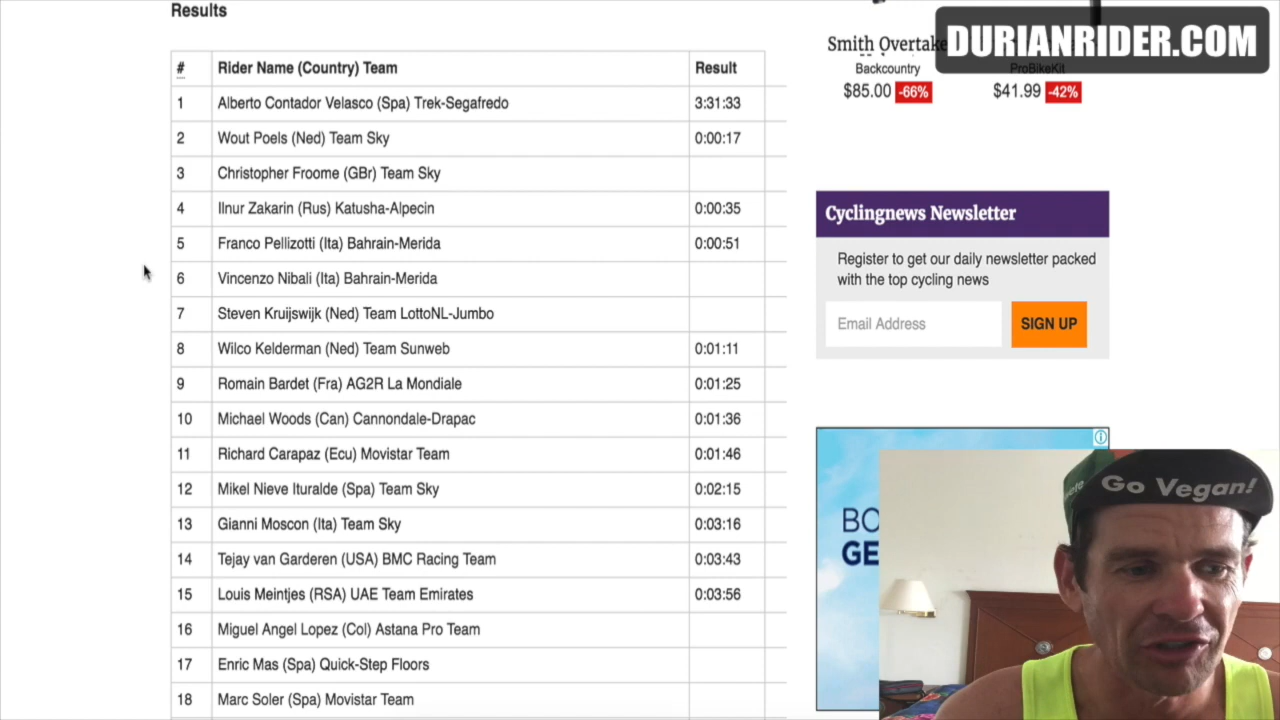 Results
DURIANRIDER.COM
Smith Overtake
Backcountry
ProBikeKit
$85.00 -66%
$41.99 -42%
# Rider Name (Country) Team Result
1 Alberto Contador Velasco (Spa) Trek-Segafredo 3:31:33
2 Wout Poels (Ned) Team Sky 0:00:17
3 Christopher Froome (GBr) Team Sky
4 Ilnur Zakarin (Rus) Katusha-Alpecin 0:00:35
5 Franco Pellizotti (Ita) Bahrain-Merida 0:00:51
6 Vincenzo Nibali (Ita) Bahrain-Merida
7 Steven Kruijswijk (Ned) Team LottoNL-Jumbo
8 Wilco Kelderman (Ned) Team Sunweb 0:01:11
9 Romain Bardet (Fra) AG2R La Mondiale 0:01:25
10 Michael Woods (Can) Cannondale-Drapac 0:01:36
11 Richard Carapaz (Ecu) Movistar Team 0:01:46
12 Mikel Nieve Ituralde (Spa) Team Sky 0:02:15
13 Gianni Moscon (Ita) Team Sky 0:03:16
14 Tejay van Garderen (USA) BMC Racing Team 0:03:43
15 Louis Meintjes (RSA) UAE Team Emirates 0:03:56
16 Miguel Angel Lopez (Col) Astana Pro Team
17 Enric Mas (Spa) Quick-Step Floors
18 Marc Soler (Spa) Movistar Team
Cyclingnews Newsletter
Register to get our daily newsletter packed
with the top cycling news
Email Address SIGN UP
BO
GE
Go Vegan!